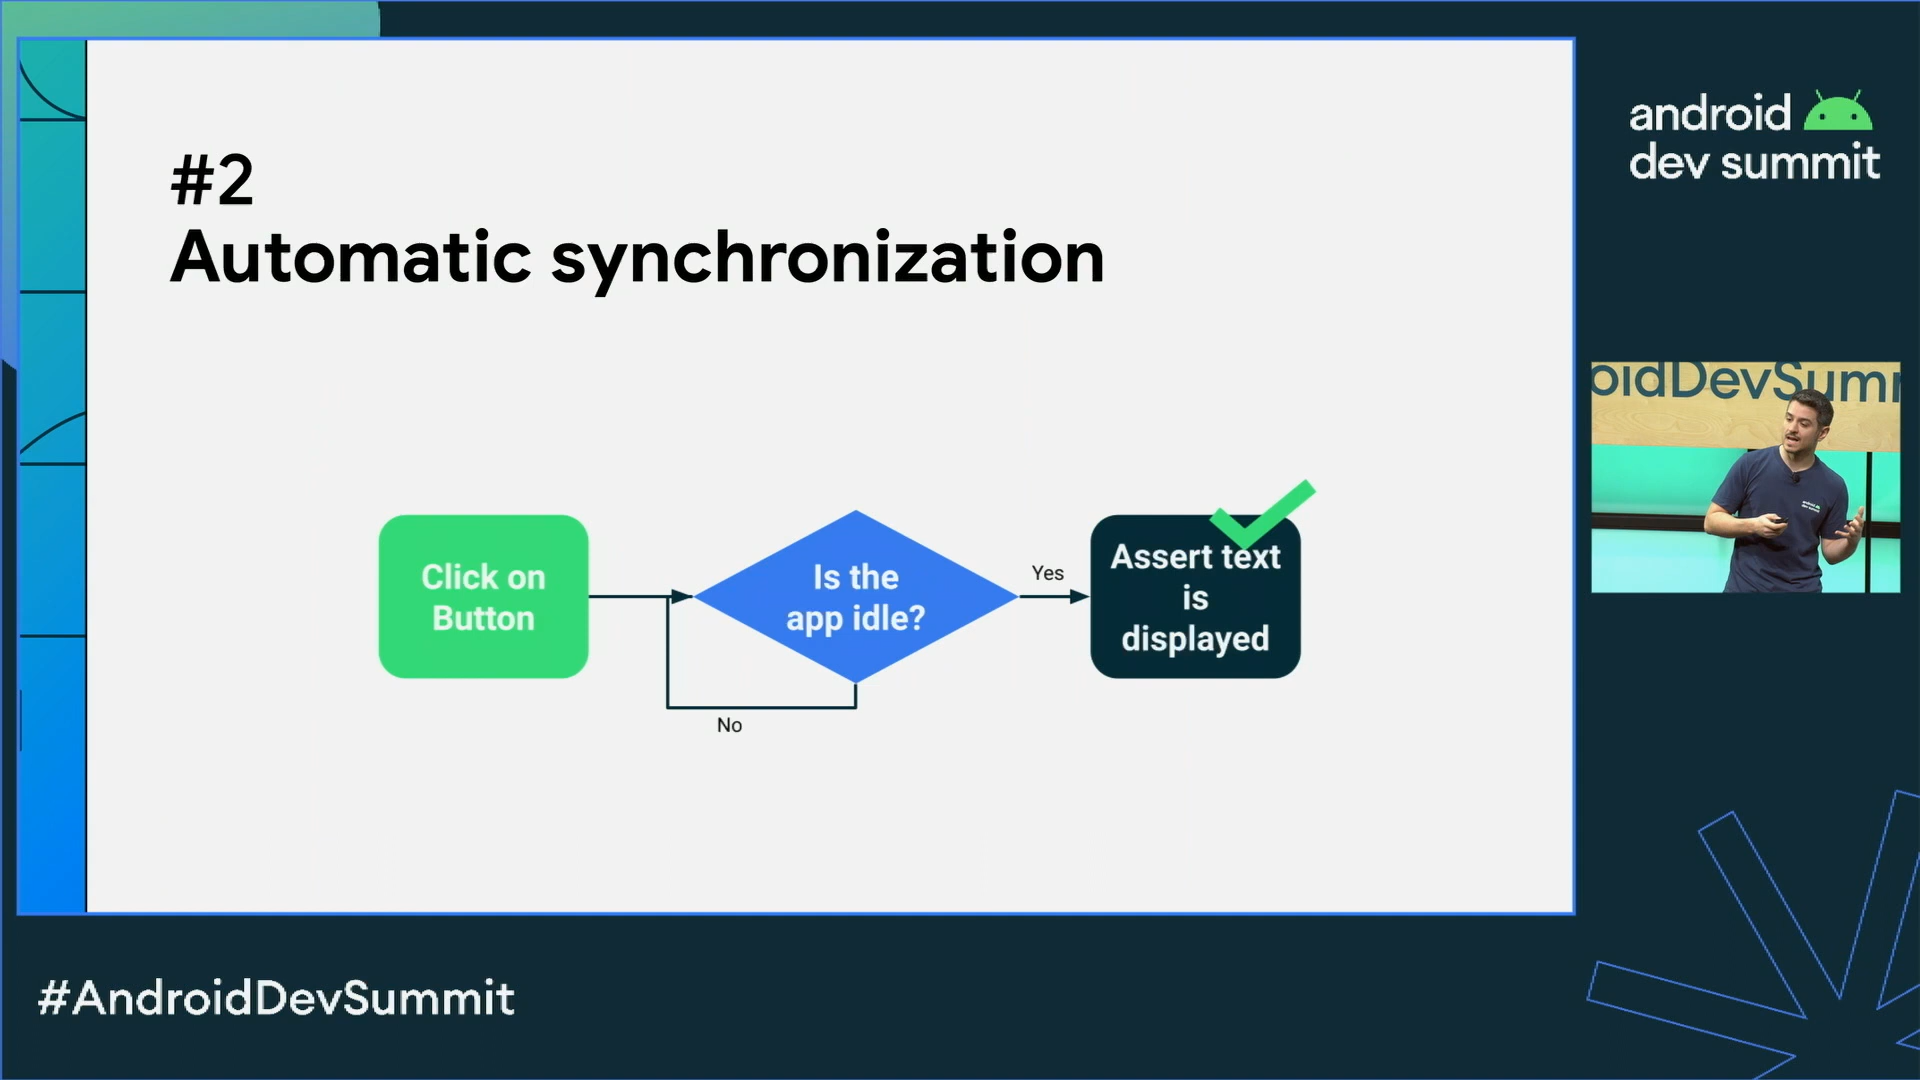 #2
Automatic synchronization
Click on
Button
Is the
app idle?
Yes
No
Assert text
is
displayed
android
dev summit
oidDevSum
#AndroidDevSummit